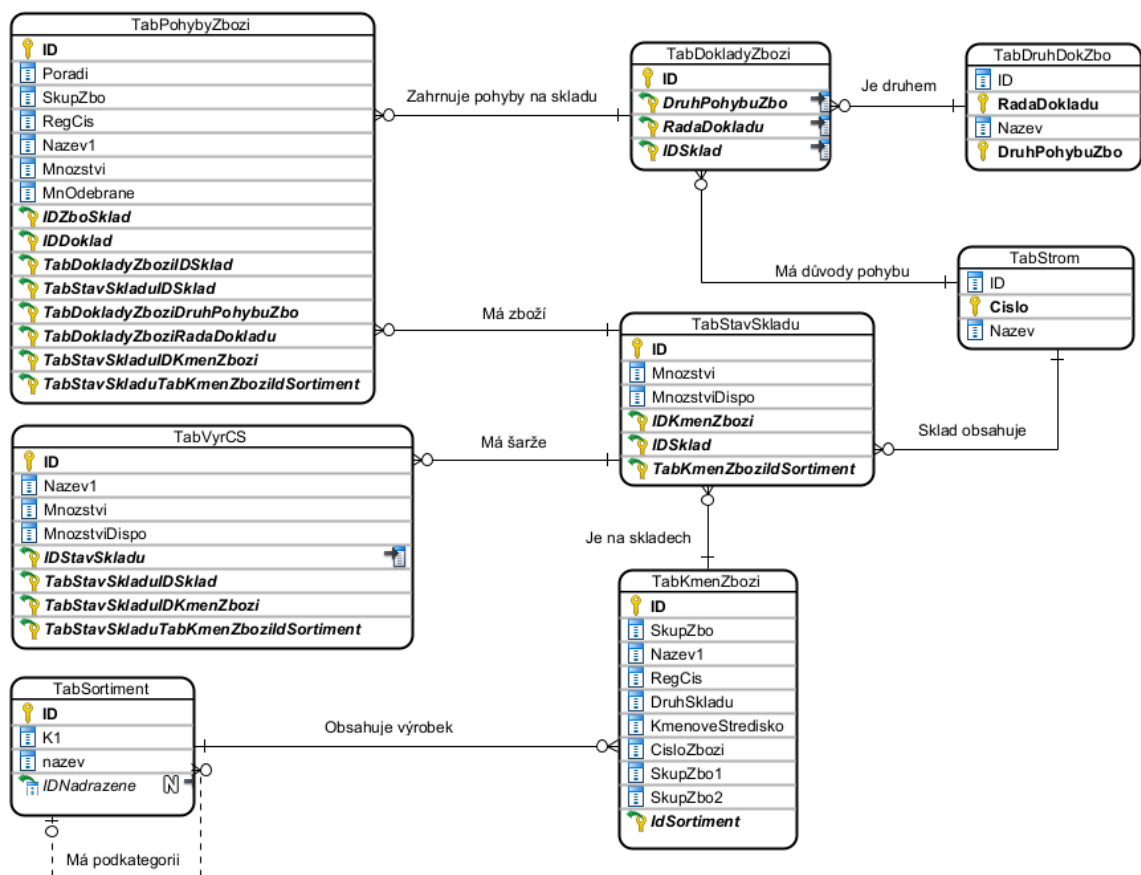 TabPohybyZbozi
ID
Poradi
SkupZbo
RegCis
Nazev1
Mnozstvi
MnOdebrane
IDZboSklad
IDDoklad
TabDokladyZboziIDSklad
TabStavSkladuIDSklad
TabDokladyZboziDruhPohybuZbo
TabDokladyZboziRadaDokladu
TabStavSkladuIDKmenZbozi
TabStavSkladuTabKmenZboziIdSortiment
Zahrnuje pohyby na skladu
TabDokladyZbozi
ID
DruhPohybuZbo
RadaDokladu
IDSklad
Je druhem
TabDruhDokZbo
ID
RadaDokladu
Nazev
DruhPohybuZbo
Má důvody pohybu
TabStrom
ID
Cislo
Nazev
Má zboží
TabStavSkladu
ID
Mnozstvi
MnozstviDispo
IDKmenZbozi
IDSklad
TabKmenZboziIdSortiment
Sklad obsahuje
TabVyrCS
ID
Nazev1
Mnozstvi
MnozstviDispo
IDStavSkladu
TabStavSkladuIDSklad
TabStavSkladuIDKmenZbozi
TabStavSkladuTabKmenZboziIdSortiment
Má šarže
Je na skladech
TabKmenZbozi
ID
SkupZbo
Nazev1
RegCis
DruhSkladu
KmenoveStredisko
CisloZbozi
SkupZbo1
SkupZbo2
IdSortiment
TabSortiment
ID
K1
nazev
IDNadrazene N
Obsahuje výrobek
Má podkategorii